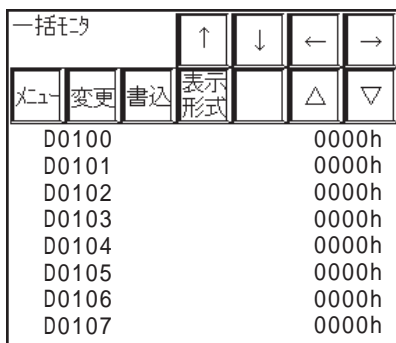 一括ﾓﾆﾀ ↑ ↓ ← →
ﾒﾆｭｰ 変更 書込 表示形式 △ ▽
D0100 0000h
D0101 0000h
D0102 0000h
D0103 0000h
D0104 0000h
D0105 0000h
D0106 0000h
D0107 0000h